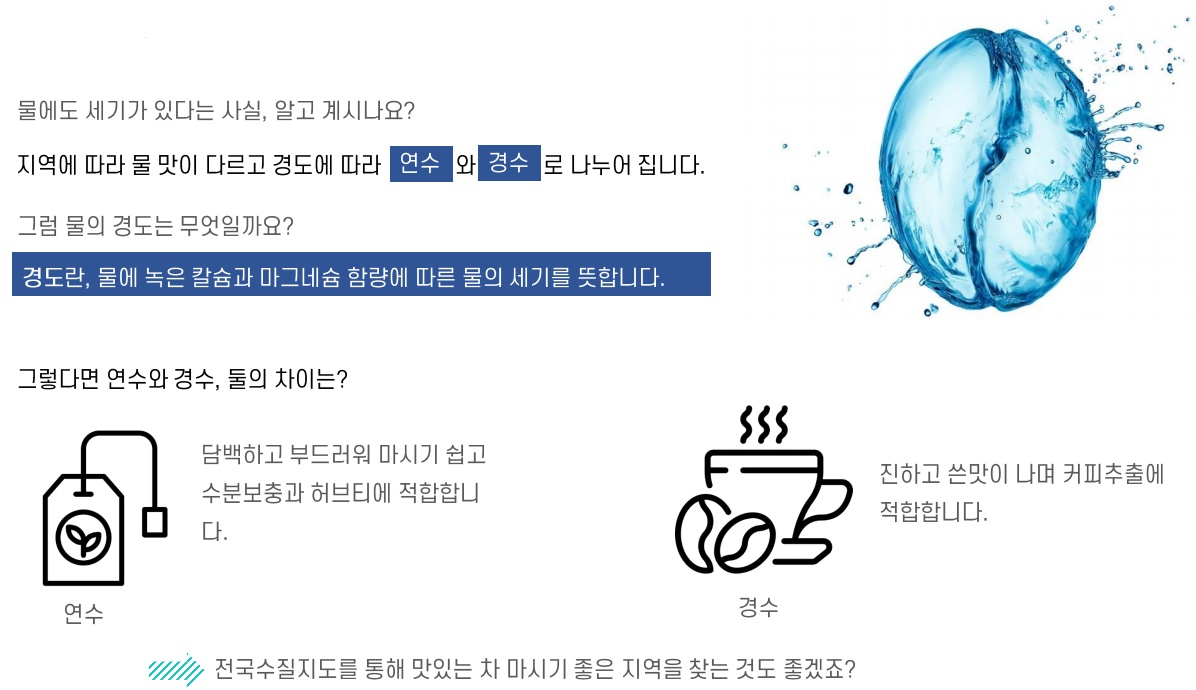 물에도 세기가 있다는 사실, 알고 계시나요?
지역에 따라 물 맛이 다르고 경도에 따라 연수 와 경수 로 나누어 집니다.
그럼 물의 경도는 무엇일까요?
경도란, 물에 녹은 칼슘과 마그네슘 함량에 따른 물의 세기를 뜻합니다.
그렇다면 연수와 경수, 둘의 차이는?
담백하고 부드러워 마시기 쉽고
수분보충과 허브티에 적합합니
다.
연수
진하고 쓴맛이 나며 커피추출에
적합합니다.
경수
전국수질지도를 통해 맛있는 차 마시기 좋은 지역을 찾는 것도 좋겠죠?